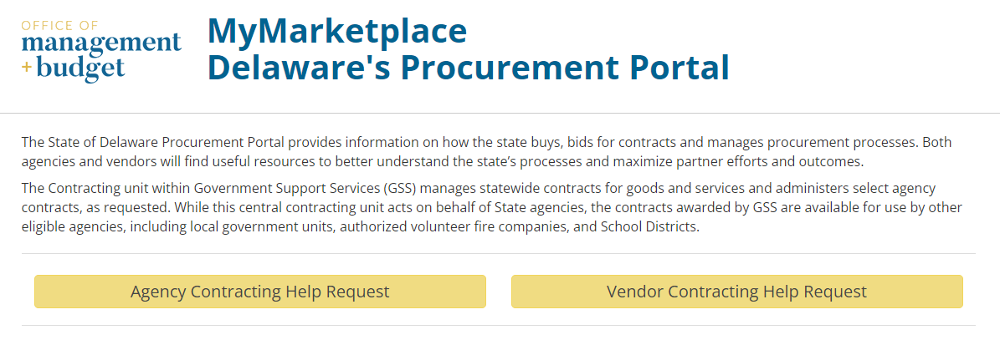 OFFICE OF
management
+budget
MyMarketplace
Delaware's Procurement Portal
The State of Delaware Procurement Portal provides information on how the state buys, bids for contracts and manages procurement processes. Both
agencies and vendors will find useful resources to better understand the state’s processes and maximize partner efforts and outcomes.
The Contracting unit within Government Support Services (GSS) manages statewide contracts for goods and services and administers select agency
contracts, as requested. While this central contracting unit acts on behalf of State agencies, the contracts awarded by GSS are available for use by other
eligible agencies, including local government units, authorized volunteer fire companies, and School Districts.
Agency Contracting Help Request
Vendor Contracting Help Request